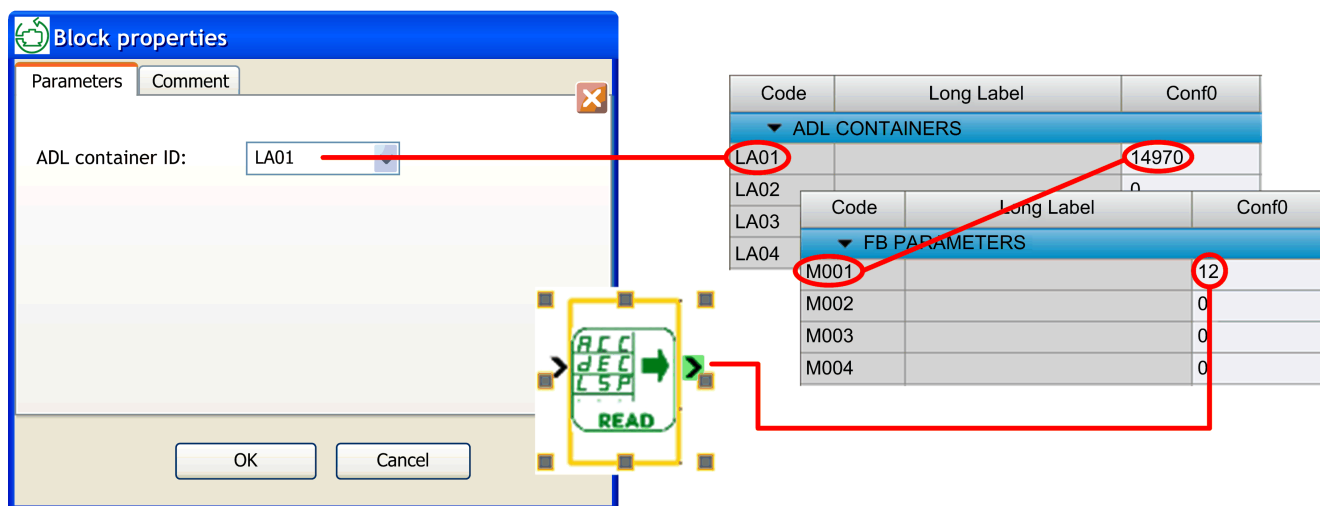 Block properties
Parameters Comment
ADL container ID: LA01
OK Cancel
Code Long Label Conf0
ADL CONTAINERS
LA01 14970
LA02 0
LA03
LA04
Code Long Label Conf0
FB PARAMETERS
M001 12
M002 0
M003 0
M004 0
ACC
dEC
LSP
READ